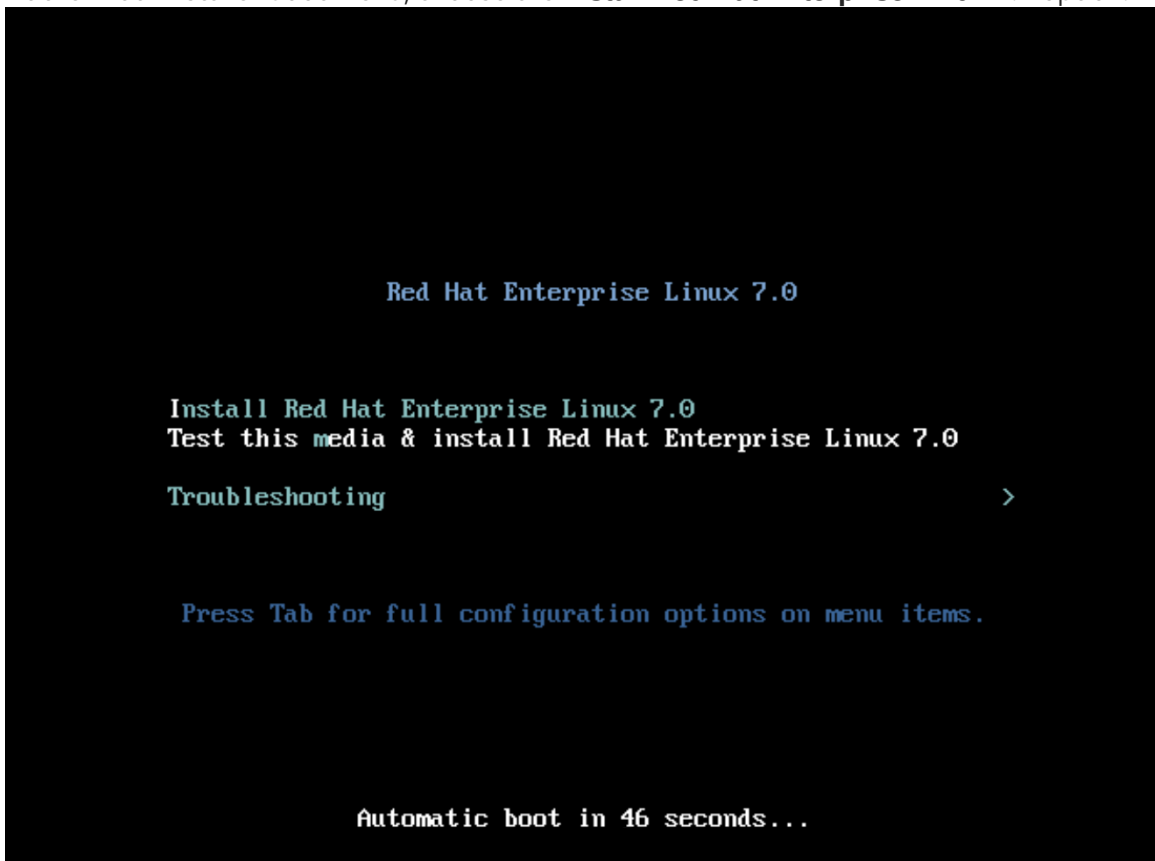 Red Hat Enterprise Linux 7.0
Install Red Hat Enterprise Linux 7.0
Test this media & install Red Hat Enterprise Linux 7.0
Troubleshooting >
Press Tab for full configuration options on menu items.
Automatic boot in 46 seconds...